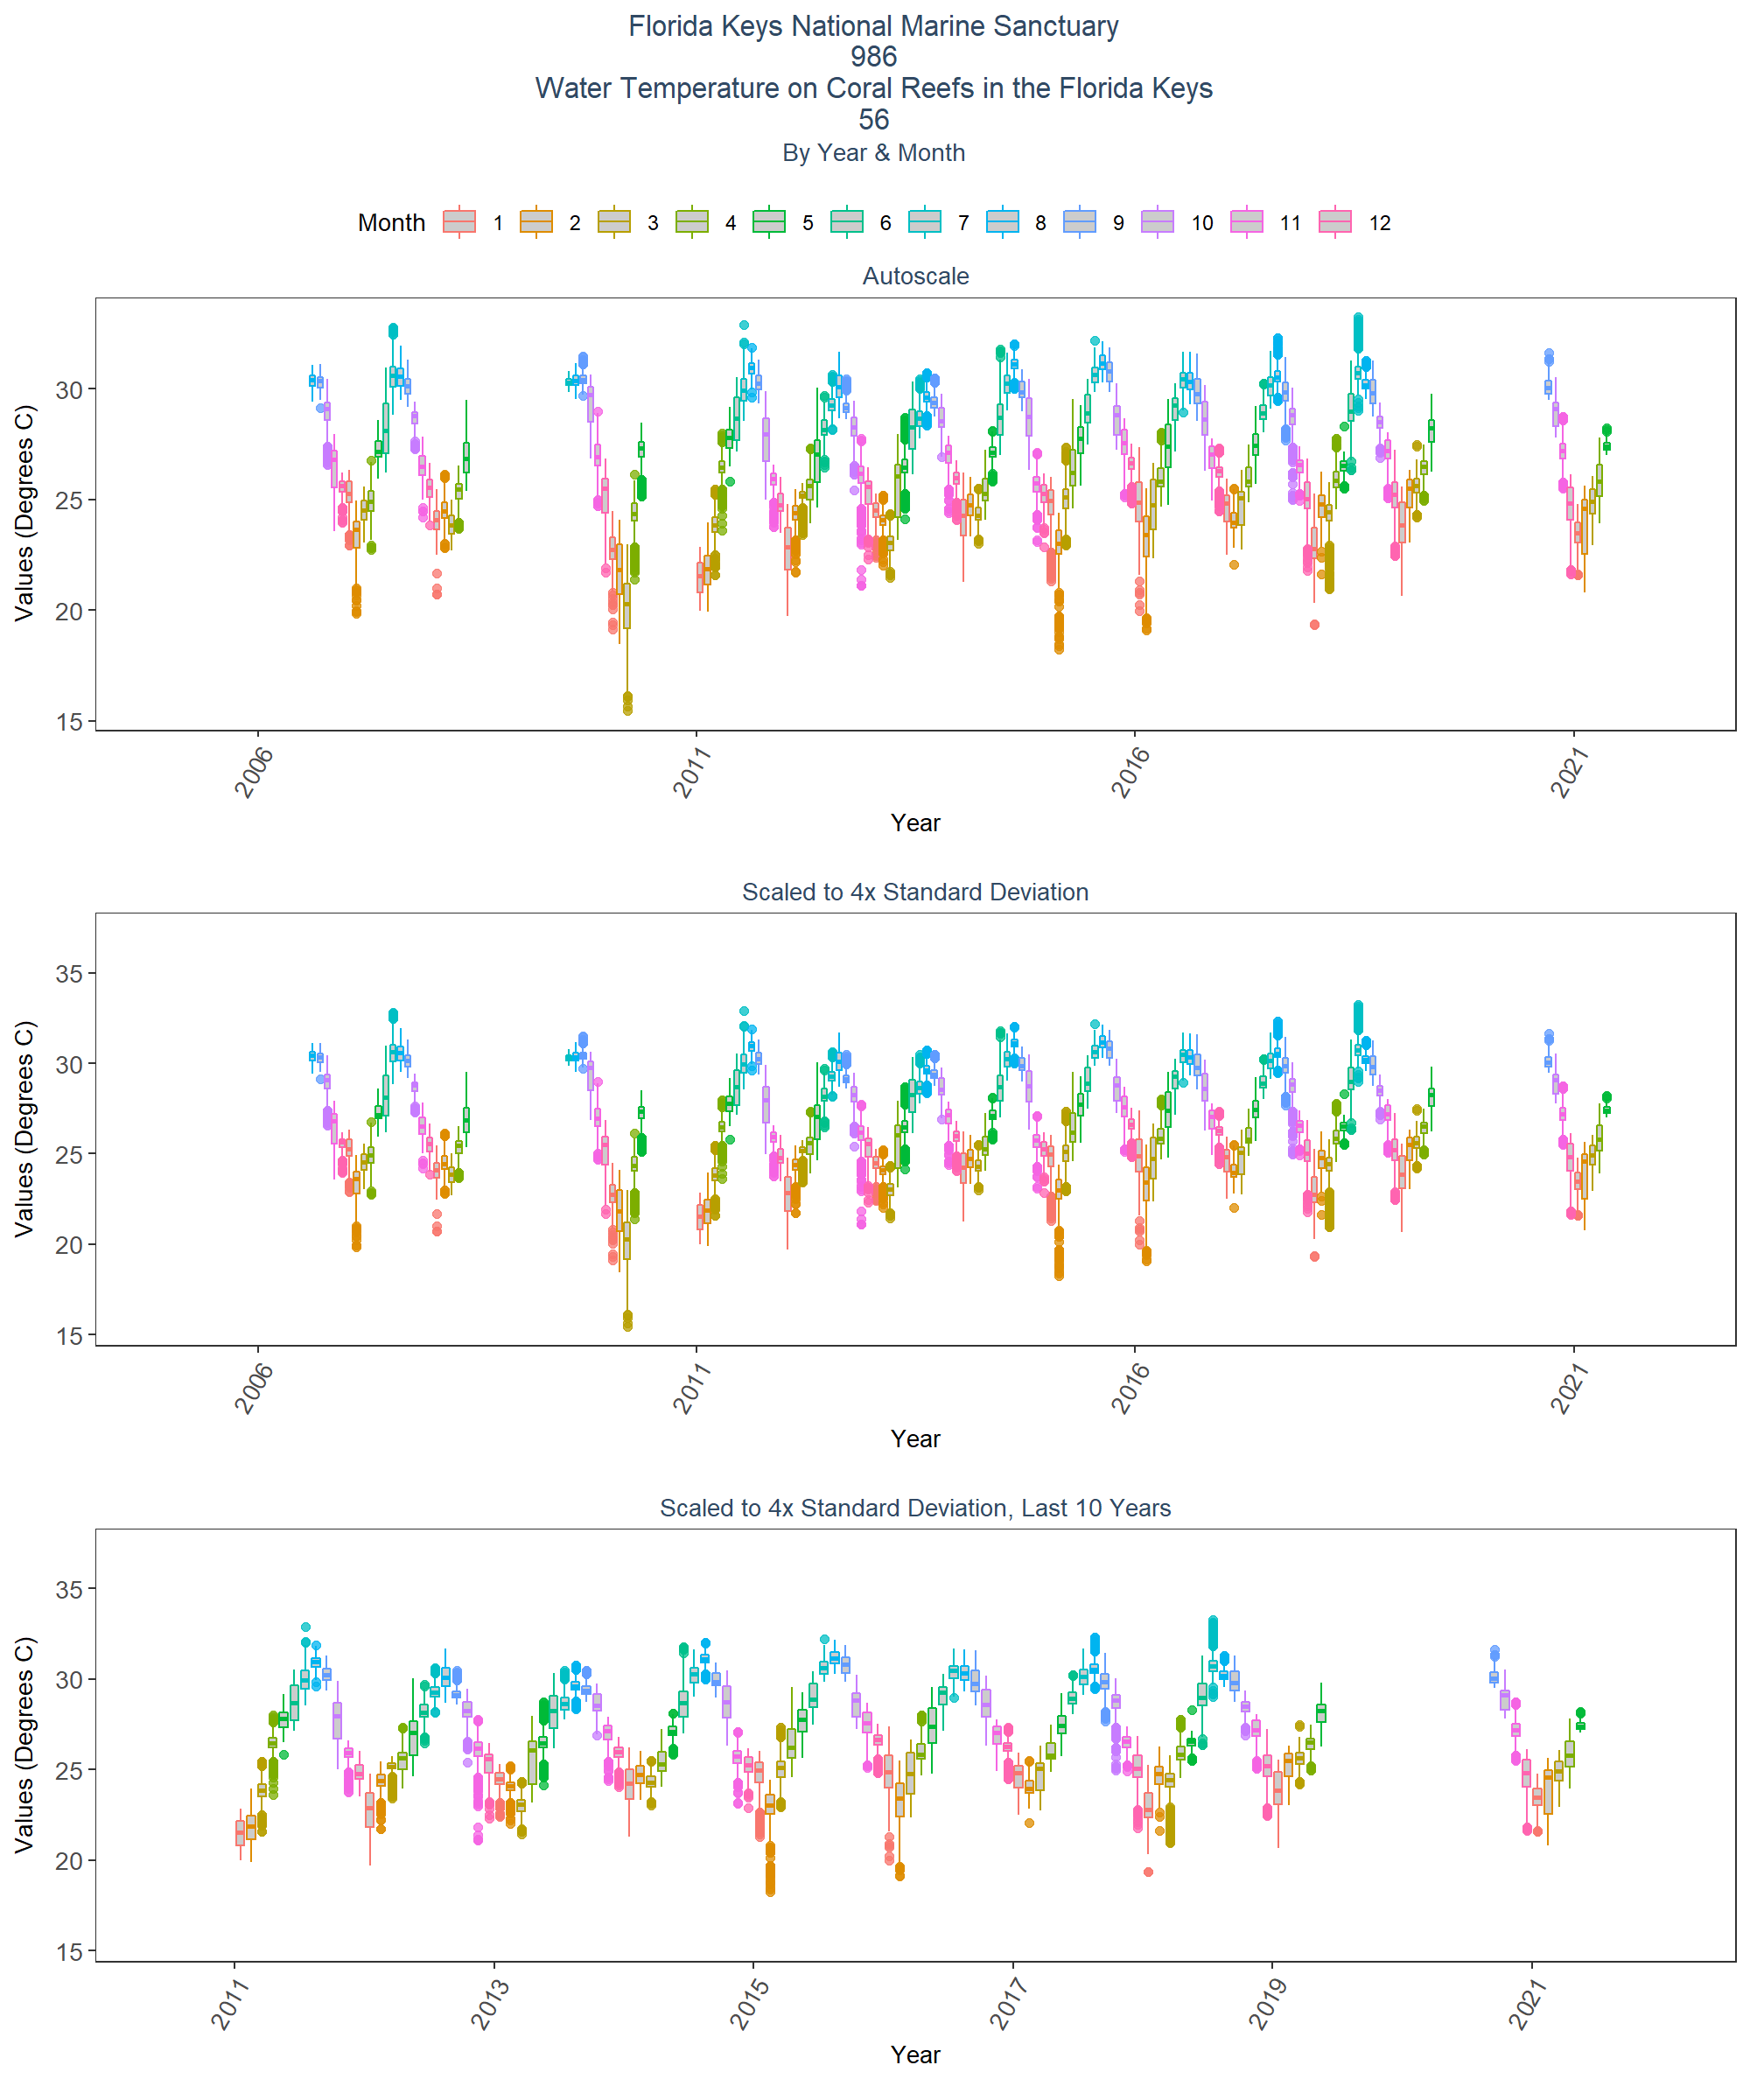 Florida Keys National Marine Sanctuary
986
Water Temperature on Coral Reefs in the Florida Keys
56
By Year & Month
Month 1 2 3 4 5 6 7 8 9 10 11 12
Autoscale
Values (Degrees C)
30
25
20
15
2006 2011 2016 2021
Year
Scaled to 4x Standard Deviation
Values (Degrees C)
35
30
25
20
15
2006 2011 2016 2021
Year
Scaled to 4x Standard Deviation, Last 10 Years
Values (Degrees C)
35
30
25
20
15
2011 2013 2015 2017 2019 2021
Year